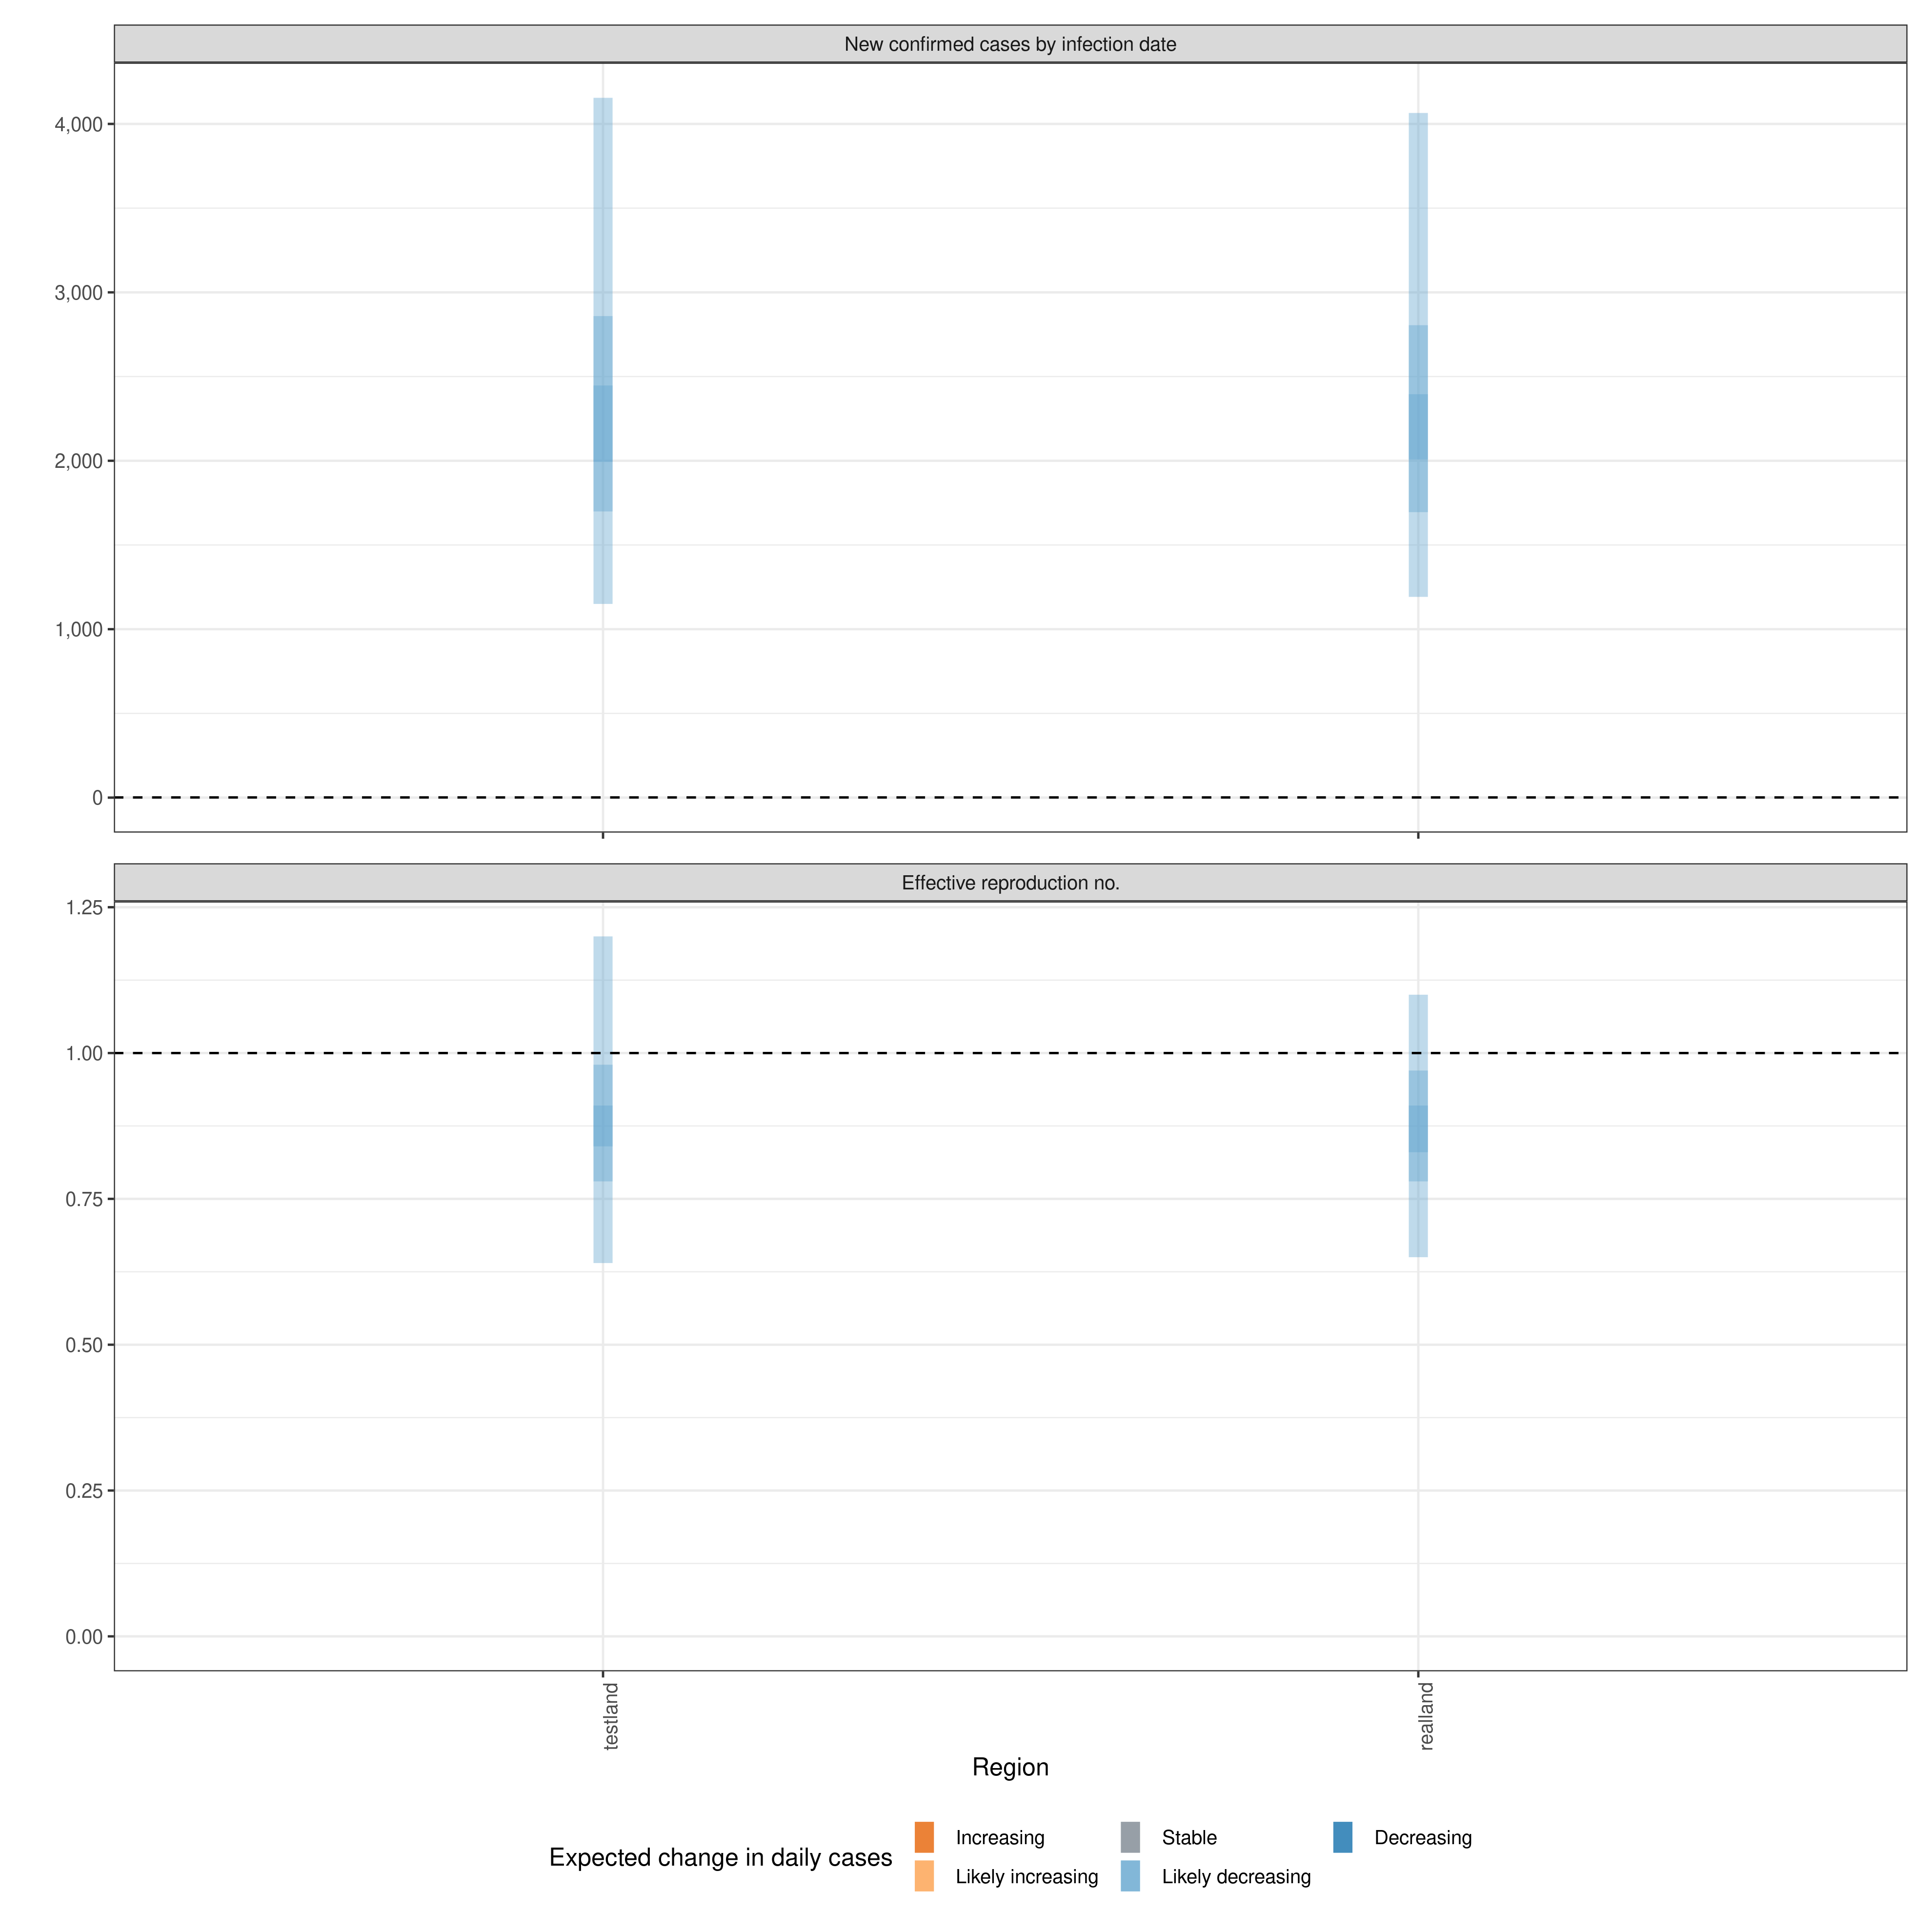 New confirmed cases by infection date
4,000
3,000
2,000
1,000
0
Effective reproduction no.
1.25
1.00
0.75
0.50
0.25
0.00
testland
realland
Region
Expected change in daily cases
Increasing
Stable
Decreasing
Likely increasing
Likely decreasing